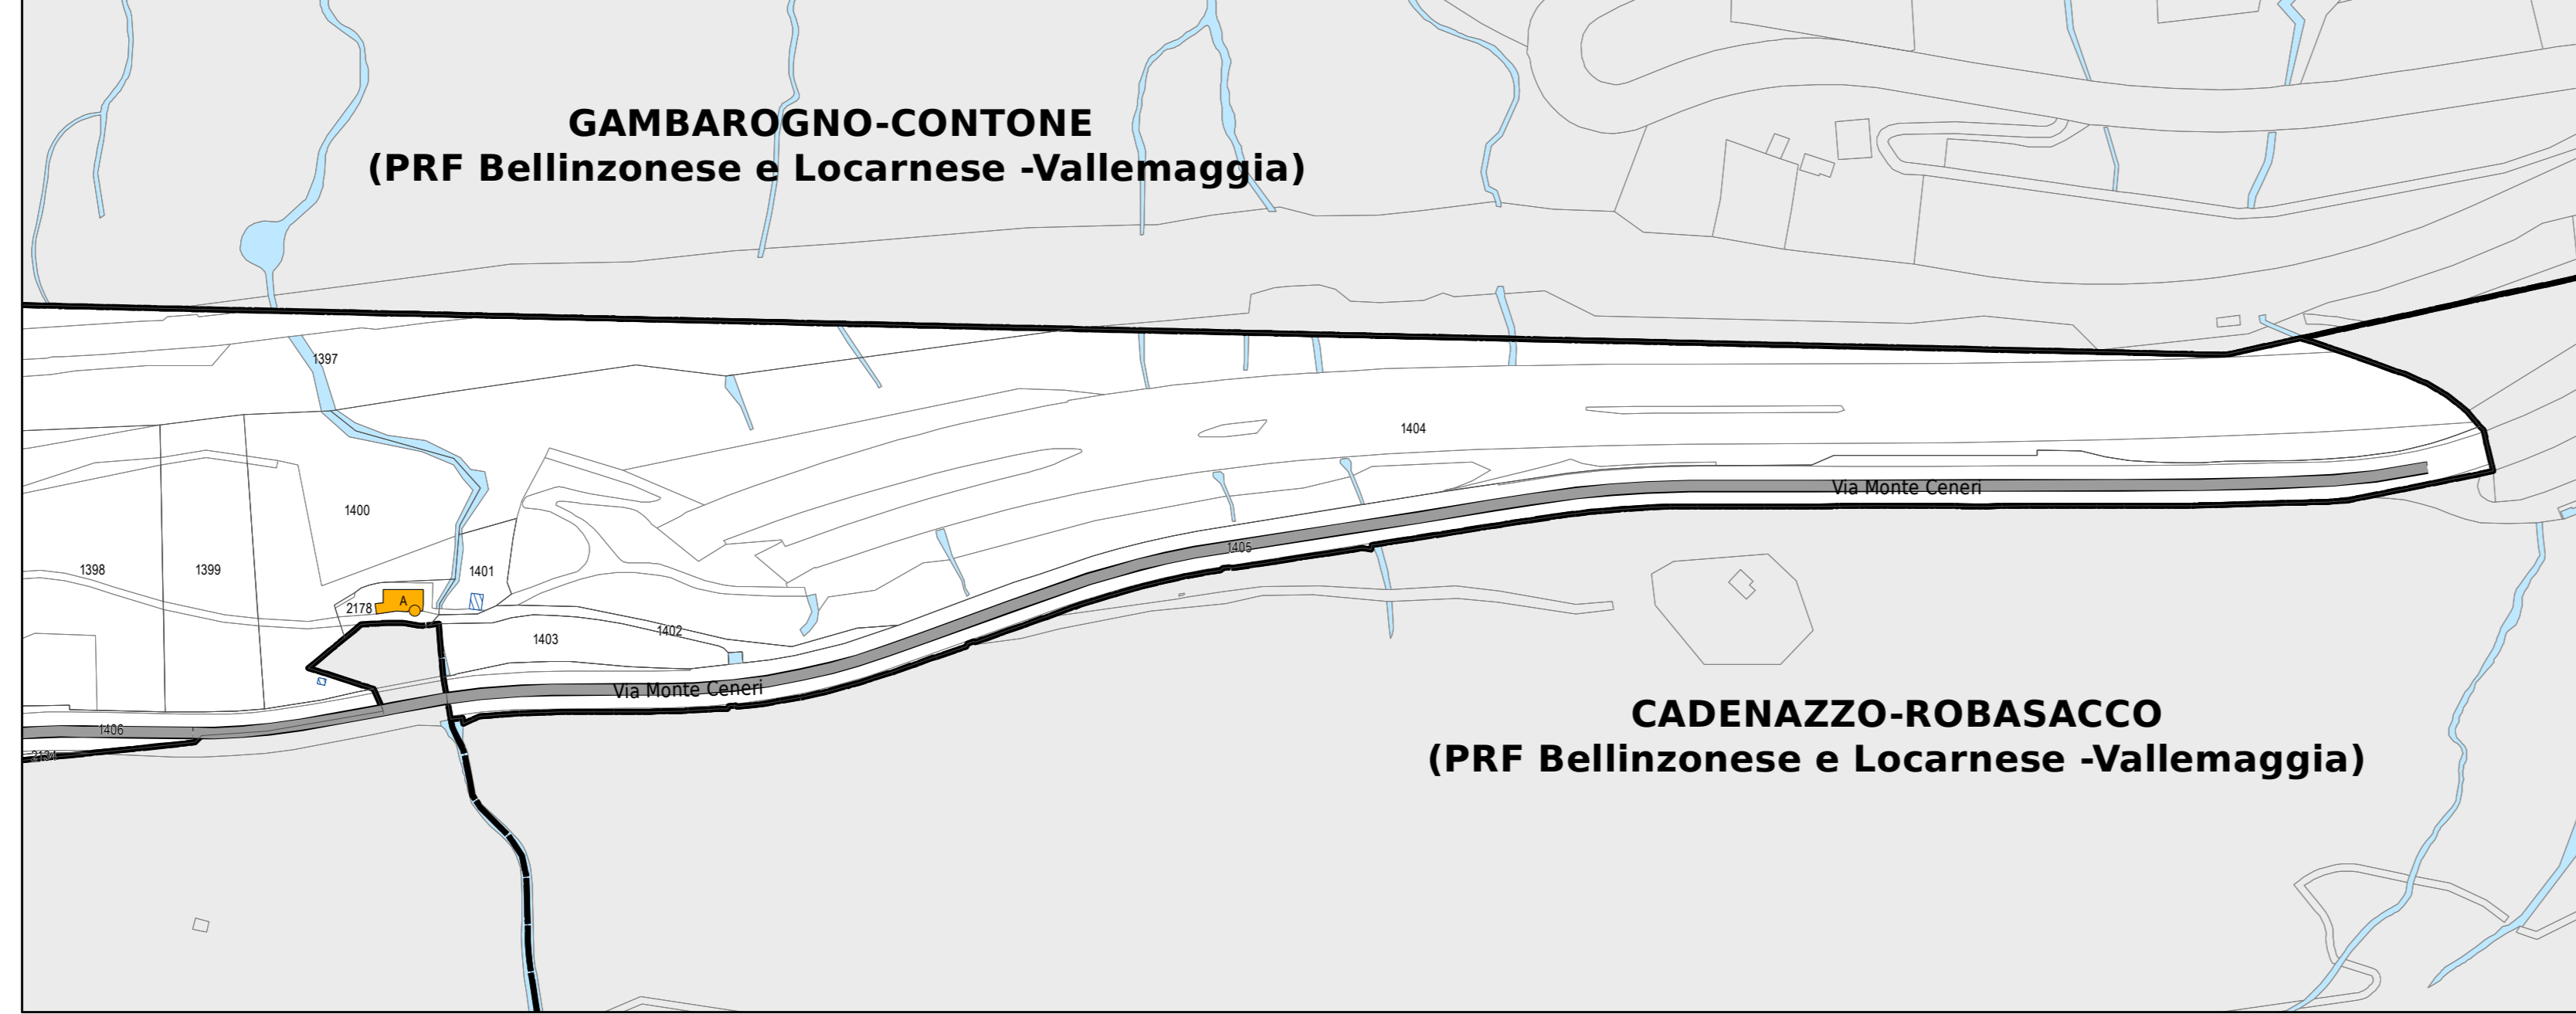 GAMBAROGNO-CONTONE
(PRF Bellinzonese e Locarnese -Vallemaggia)
1397
1404
Via Monte Ceneri
1400
1405
1398
1399
1401
2178
A
1403
1402
Via Monte Ceneri
CADENAZZO-ROBASACCO
(PRF Bellinzonese e Locarnese -Vallemaggia)
1406